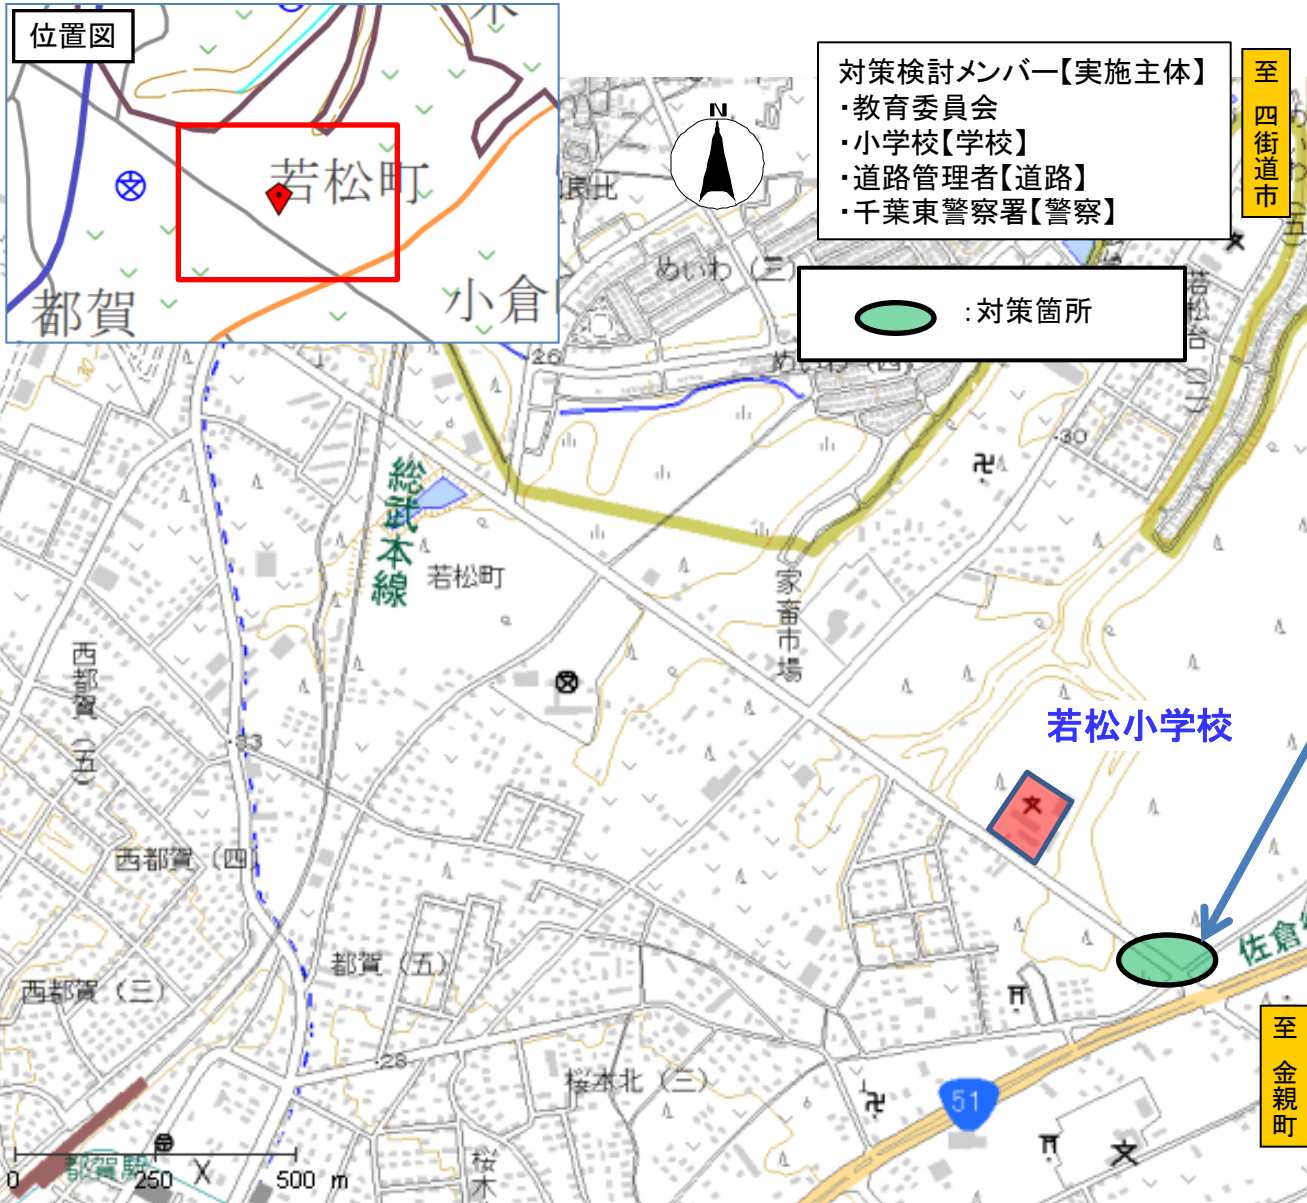 位置図
木
若松町
都賀
小倉
対策検討メンバー【実施主体】
・教育委員会
・小学校【学校】
・道路管理者【道路】
・千葉東警察署【警察】
至 四街道市
:対策箇所
N
めいわ(三)
26
若松台(二)
30
総武本線
若松町
家畜市場
西都賀(五)
若松小学校
西都賀(四)
都賀(五)
西都賀(三)
佐倉
28
桜木北(三)
51
至 金親町
都賀駅
桜木
0 250 500 m